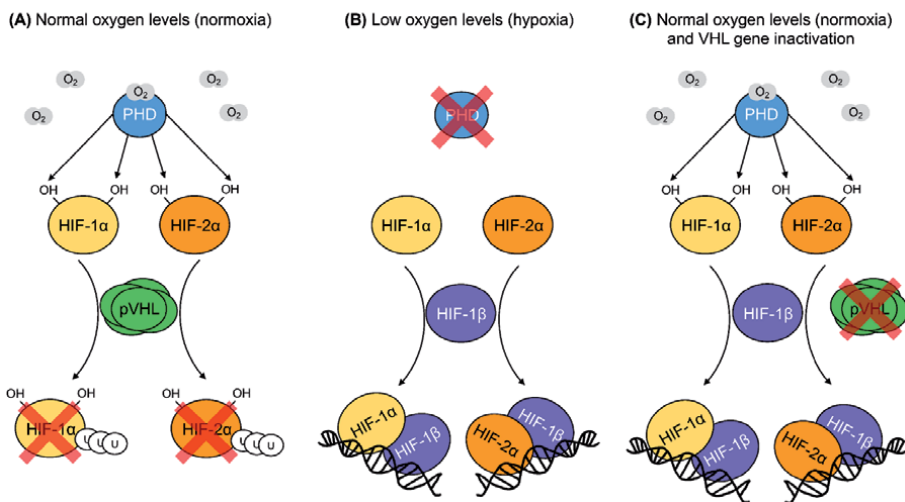 (A) Normal oxygen levels (normoxia)
O2
O2
O2
O2
O2
PHD
OH
OH
OH
OH
HIF-1α
HIF-2α
pVHL
OH
OH
OH
OH
HIF-1α
U
U
U
HIF-2α
U
U
U
(B) Low oxygen levels (hypoxia)
PHD
HIF-1α
HIF-2α
HIF-1β
HIF-1α
HIF-1β
HIF-1β
HIF-2α
(C) Normal oxygen levels (normoxia)
and VHL gene inactivation
O2
O2
O2
O2
O2
PHD
OH
OH
OH
OH
HIF-1α
HIF-2α
HIF-1β
pVHL
HIF-1α
HIF-1β
HIF-1β
HIF-2α